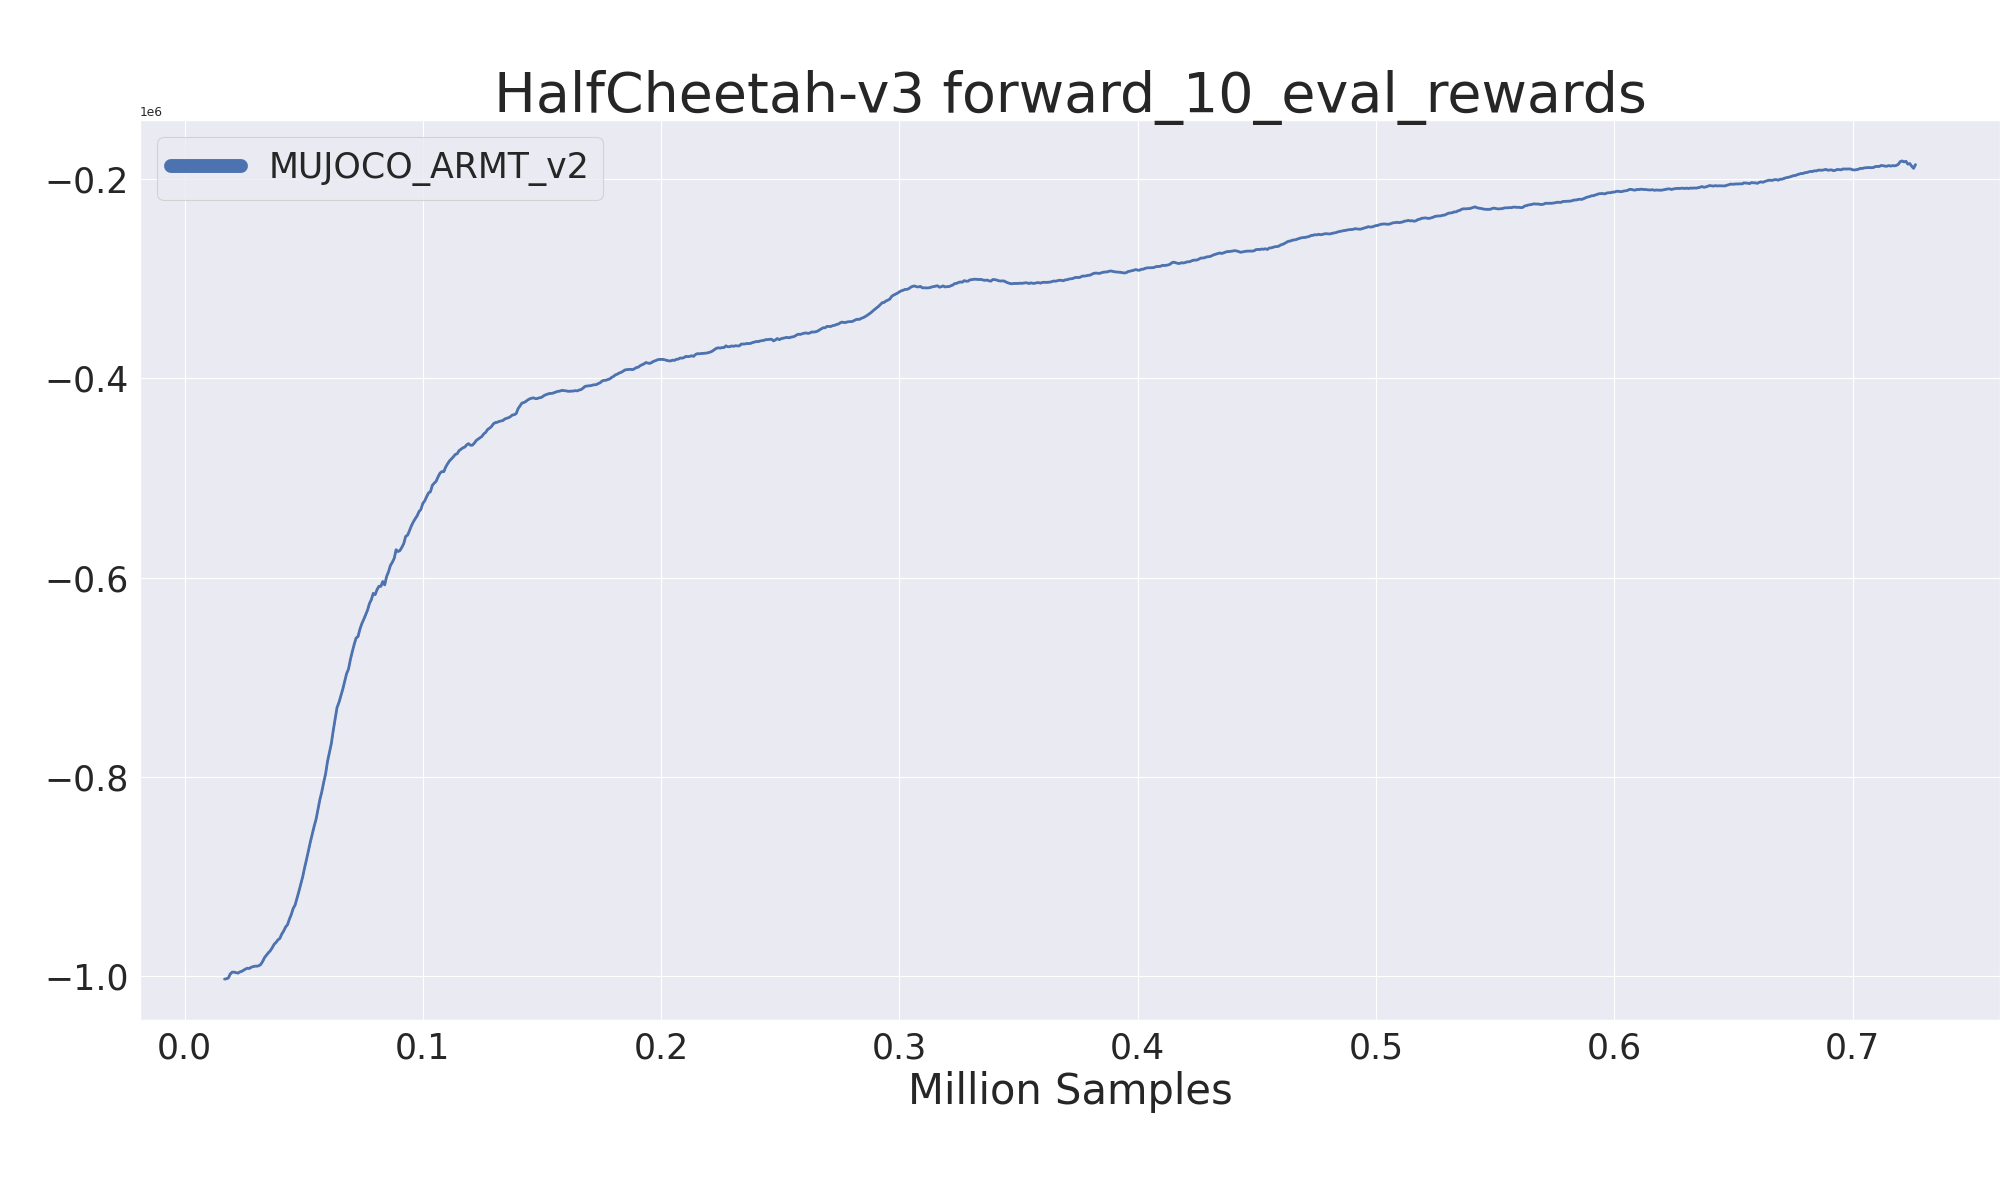 HalfCheetah-v3 forward_10_eval_rewards
1e6
MUJOCO_ARMT_v2
−0.2
−0.4
−0.6
−0.8
−1.0
0.0 0.1 0.2 0.3 0.4 0.5 0.6 0.7
Million Samples